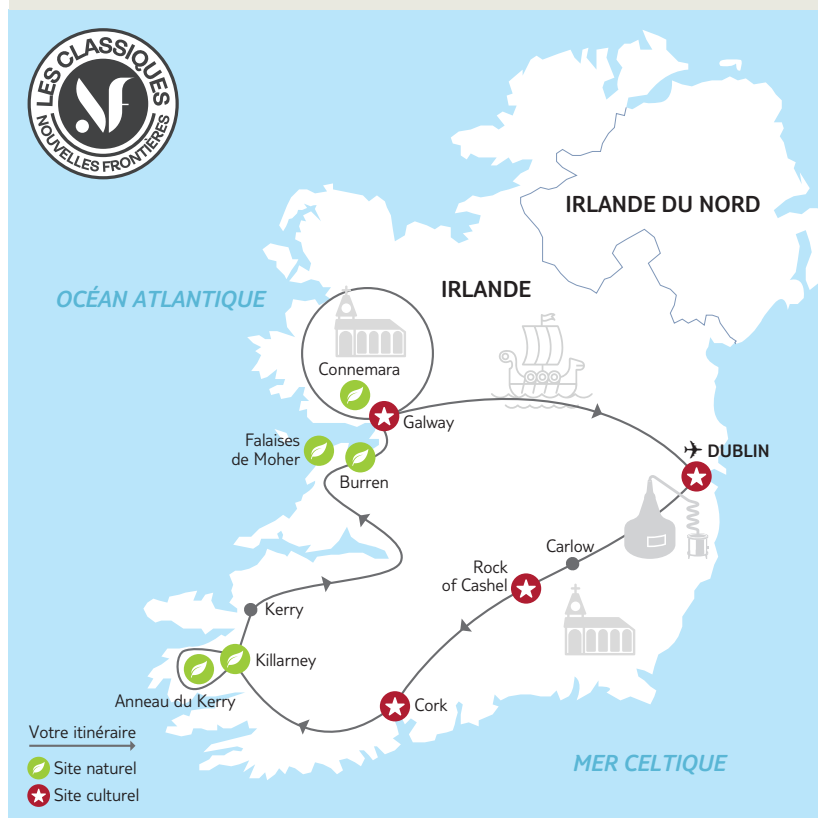 LES CLASSIQUES
NF
NOUVELLES FRONTIÈRES
IRLANDE DU NORD
OCÉAN ATLANTIQUE
IRLANDE
Connemara
Galway
Falaises
de Moher
Burren
DUBLIN
Carlow
Rock
of Cashel
Kerry
Killarney
Anneau du Kerry
Cork
Votre itinéraire
Site naturel
Site culturel
MER CELTIQUE